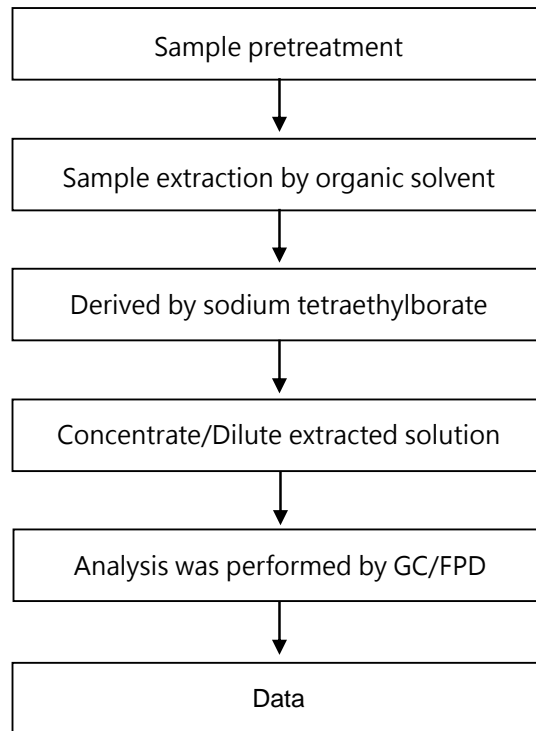 Sample pretreatment
Sample extraction by organic solvent
Derived by sodium tetraethylborate
Concentrate/Dilute extracted solution
Analysis was performed by GC/FPD
Data